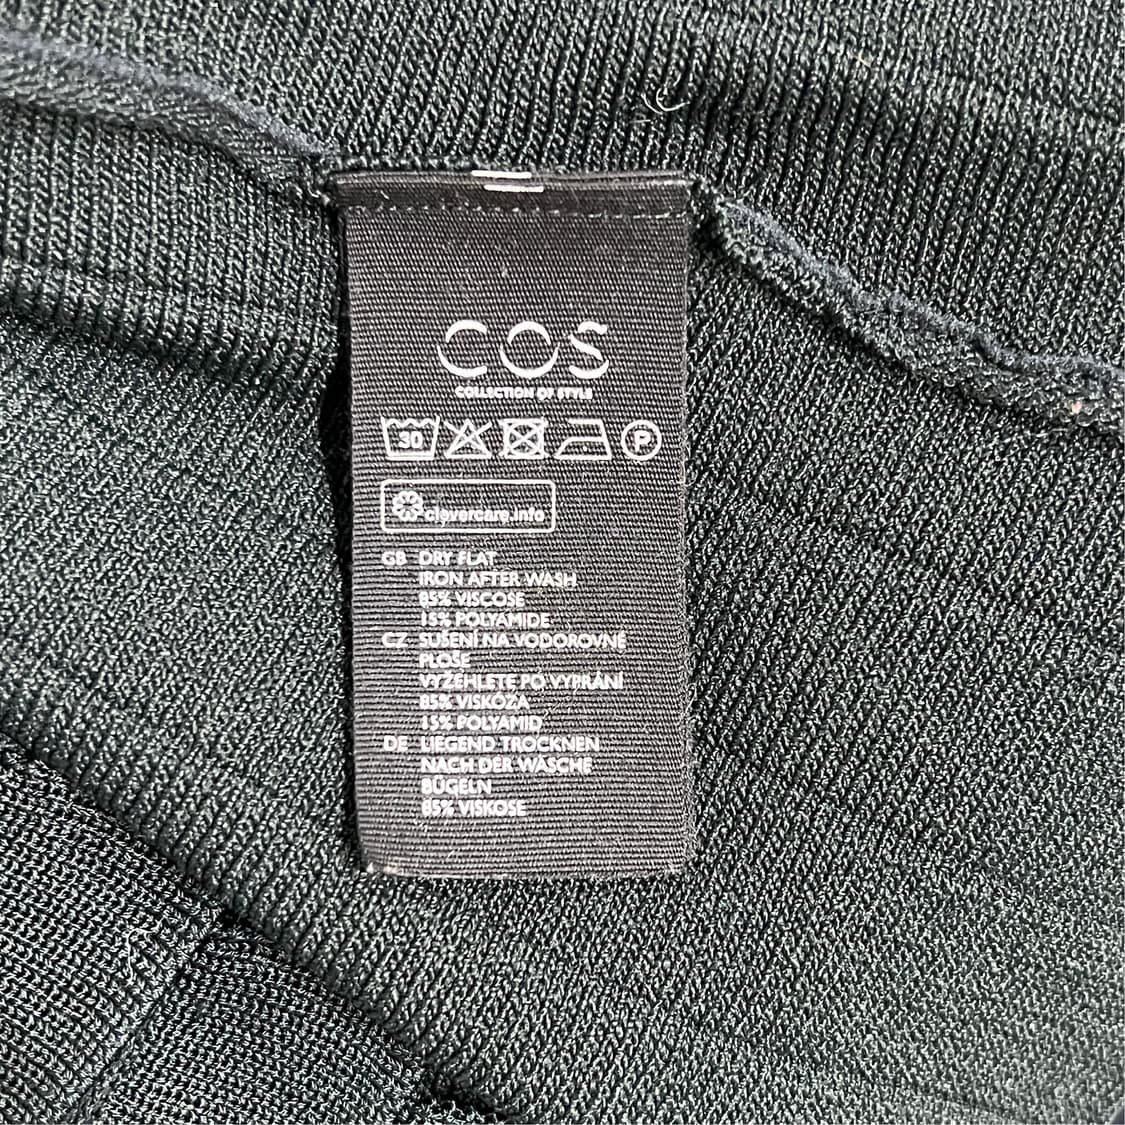 COS
COLLECTION OF STYLE
30 P
clevercare.info
GB DRY FLAT
IRON AFTER WASH
85% VISCOSE
15% POLYAMIDE
CZ SUŠENÍ NA VODOROVNÉ
PLOŠE
VYŽEHLETE PO VYPRÁNÍ
85% VISKÓZA
15% POLYAMID
DE LIEGEND TROCKNEN
NACH DER WÄSCHE
BÜGELN
85% VISKOSE